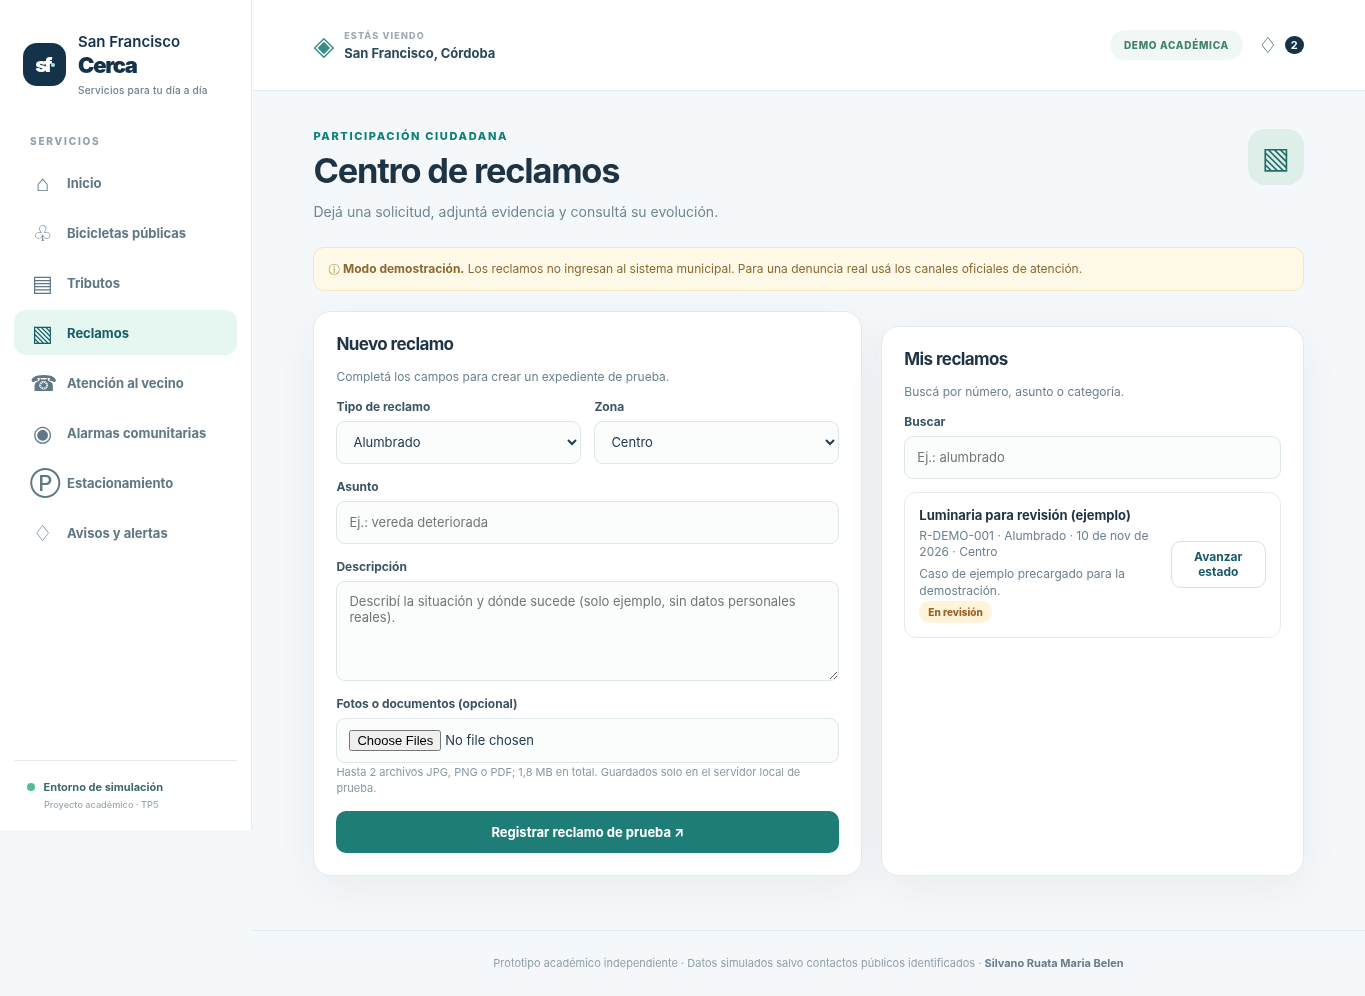 sf
San Francisco
Cerca
Servicios para tu día a día
SERVICIOS
Inicio
Bicicletas públicas
Tributos
Reclamos
Atención al vecino
Alarmas comunitarias
P Estacionamiento
Avisos y alertas
Entorno de simulación
Proyecto académico · TP5
ESTÁS VIENDO
San Francisco, Córdoba
DEMO ACADÉMICA
2
PARTICIPACIÓN CIUDADANA
Centro de reclamos
Dejá una solicitud, adjuntá evidencia y consultá su evolución.
ⓘ Modo demostración. Los reclamos no ingresan al sistema municipal. Para una denuncia real usá los canales oficiales de atención.
Nuevo reclamo
Completá los campos para crear un expediente de prueba.
Tipo de reclamo
Zona
Alumbrado
Centro
Asunto
Ej.: vereda deteriorada
Descripción
Describí la situación y dónde sucede (solo ejemplo, sin datos personales
reales).
Fotos o documentos (opcional)
Choose Files No file chosen
Hasta 2 archivos JPG, PNG o PDF; 1,8 MB en total. Guardados solo en el servidor local de
prueba.
Registrar reclamo de prueba ↗
Mis reclamos
Buscá por número, asunto o categoría.
Buscar
Ej.: alumbrado
Luminaria para revisión (ejemplo)
R-DEMO-001 · Alumbrado · 10 de nov de
2026 · Centro
Caso de ejemplo precargado para la
demostración.
En revisión
Avanzar
estado
Prototipo académico independiente · Datos simulados salvo contactos públicos identificados · Silvano Ruata Maria Belen